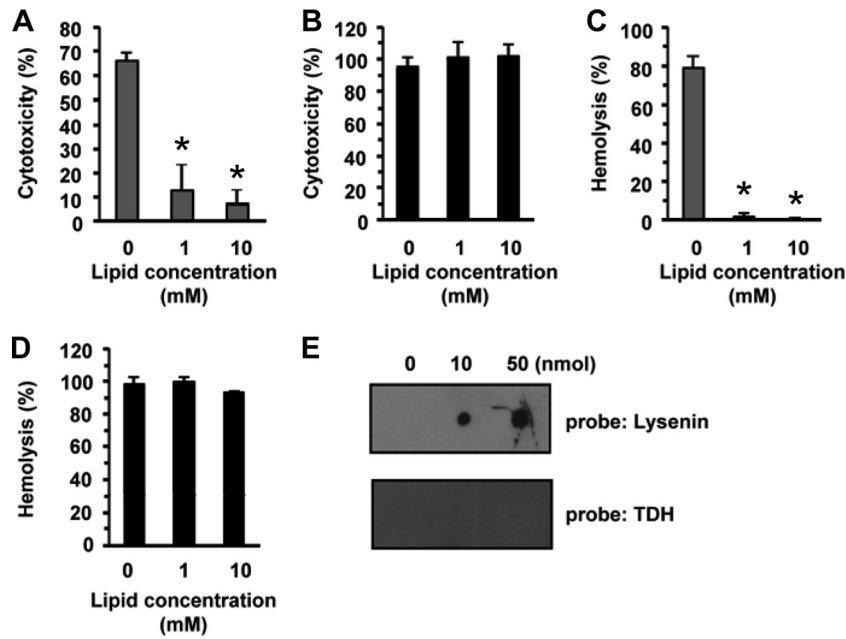 A
Cytotoxicity (%)
80
70
60
50
40
30
20
10
0
*
*
0 1 10
Lipid concentration
(mM)
B
Cytotoxicity (%)
120
100
80
60
40
20
0
0 1 10
Lipid concentration
(mM)
C
Hemolysis (%)
100
80
60
40
20
0
*
*
0 1 10
Lipid concentration
(mM)
D
Hemolysis (%)
120
100
80
60
40
20
0
0 1 10
Lipid concentration
(mM)
E
0 10 50 (nmol)
probe: Lysenin
probe: TDH